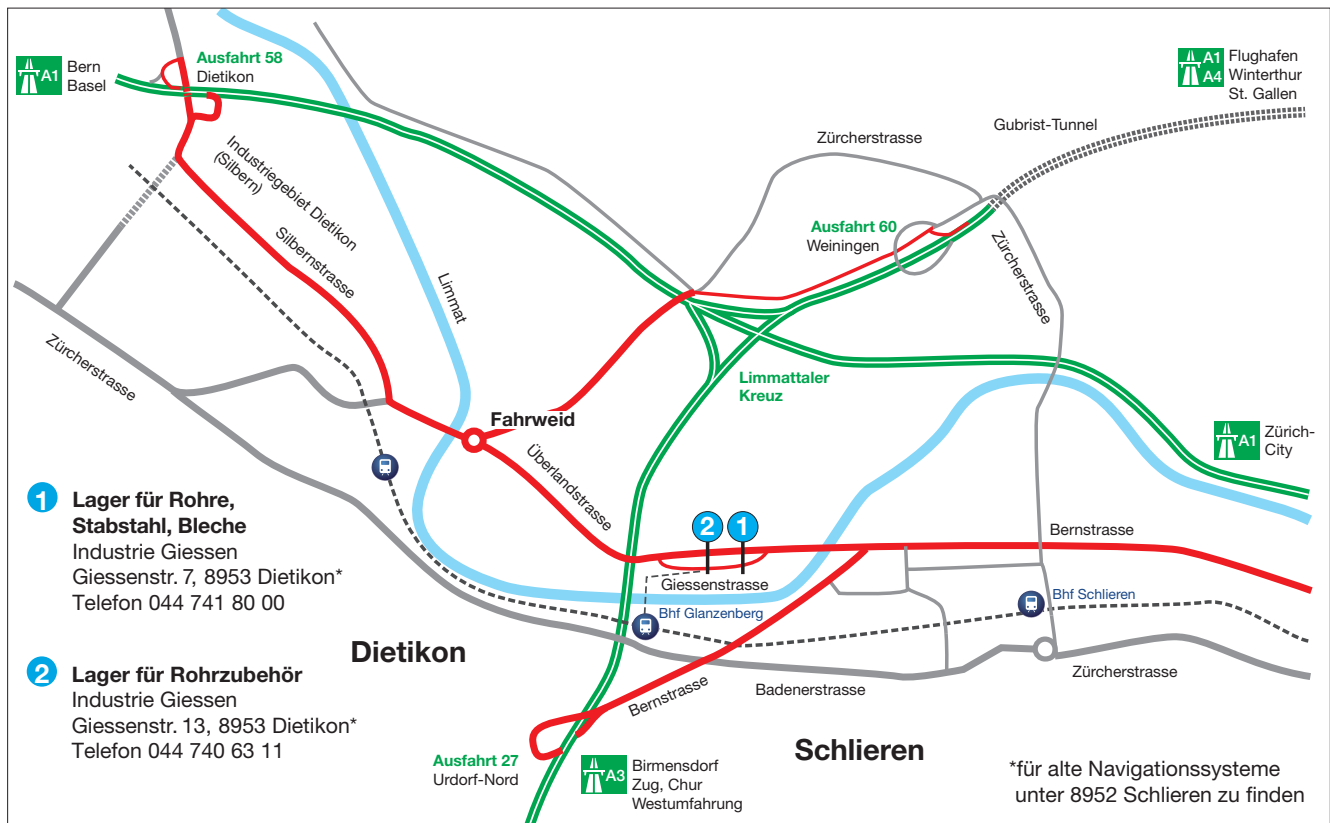 A1
Bern
Basel
Ausfahrt 58
Dietikon
A1
A4
Flughafen
Winterthur
St. Gallen
Gubrist-Tunnel
Zürcherstrasse
Industriegebiet Dietikon
(Silbern)
Silbernstrasse
Limmat
Ausfahrt 60
Weiningen
Zürcherstrasse
Zürcherstrasse
Limmattaler
Kreuz
Fahrweid
A1
Zürich-
City
Überlandstrasse
1
Lager für Rohre,
Stabstahl, Bleche
Industrie Giessen
Giessenstr. 7, 8953 Dietikon*
Telefon 044 741 80 00
2
1
Bernstrasse
Giessenstrasse
Bhf Glanzenberg
Bhf Schlieren
Dietikon
2
Lager für Rohrzubehör
Industrie Giessen
Giessenstr. 13, 8953 Dietikon*
Telefon 044 740 63 11
Bernstrasse
Badenerstrasse
Zürcherstrasse
Schlieren
Ausfahrt 27
Urdorf-Nord
A3
Birmensdorf
Zug, Chur
Westumfahrung
*für alte Navigationssysteme
unter 8952 Schlieren zu finden